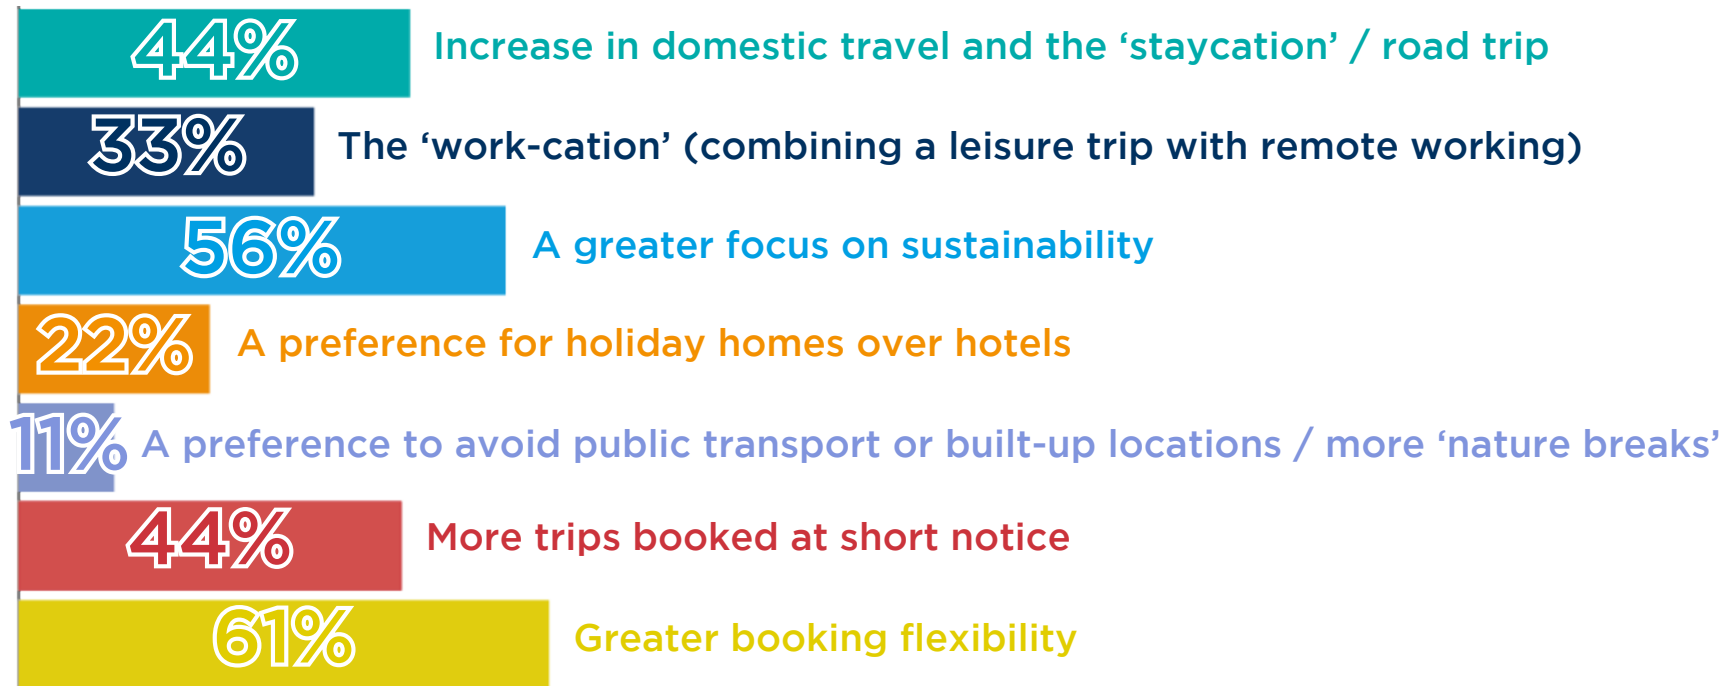 44% Increase in domestic travel and the ‘staycation’ / road trip
33% The ‘work-cation’ (combining a leisure trip with remote working)
56% A greater focus on sustainability
22% A preference for holiday homes over hotels
11% A preference to avoid public transport or built-up locations / more ‘nature breaks’
44% More trips booked at short notice
61% Greater booking flexibility